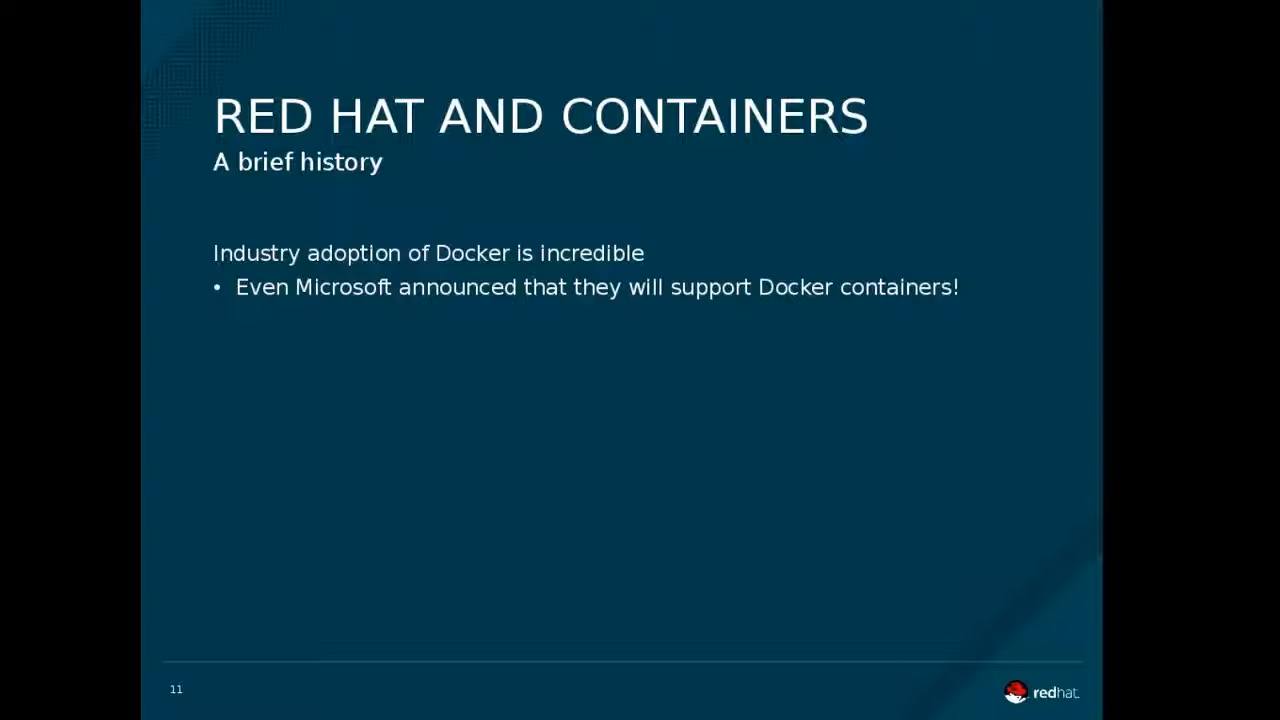 RED HAT AND CONTAINERS
A brief history
Industry adoption of Docker is incredible
• Even Microsoft announced that they will support Docker containers!
11
redhat.